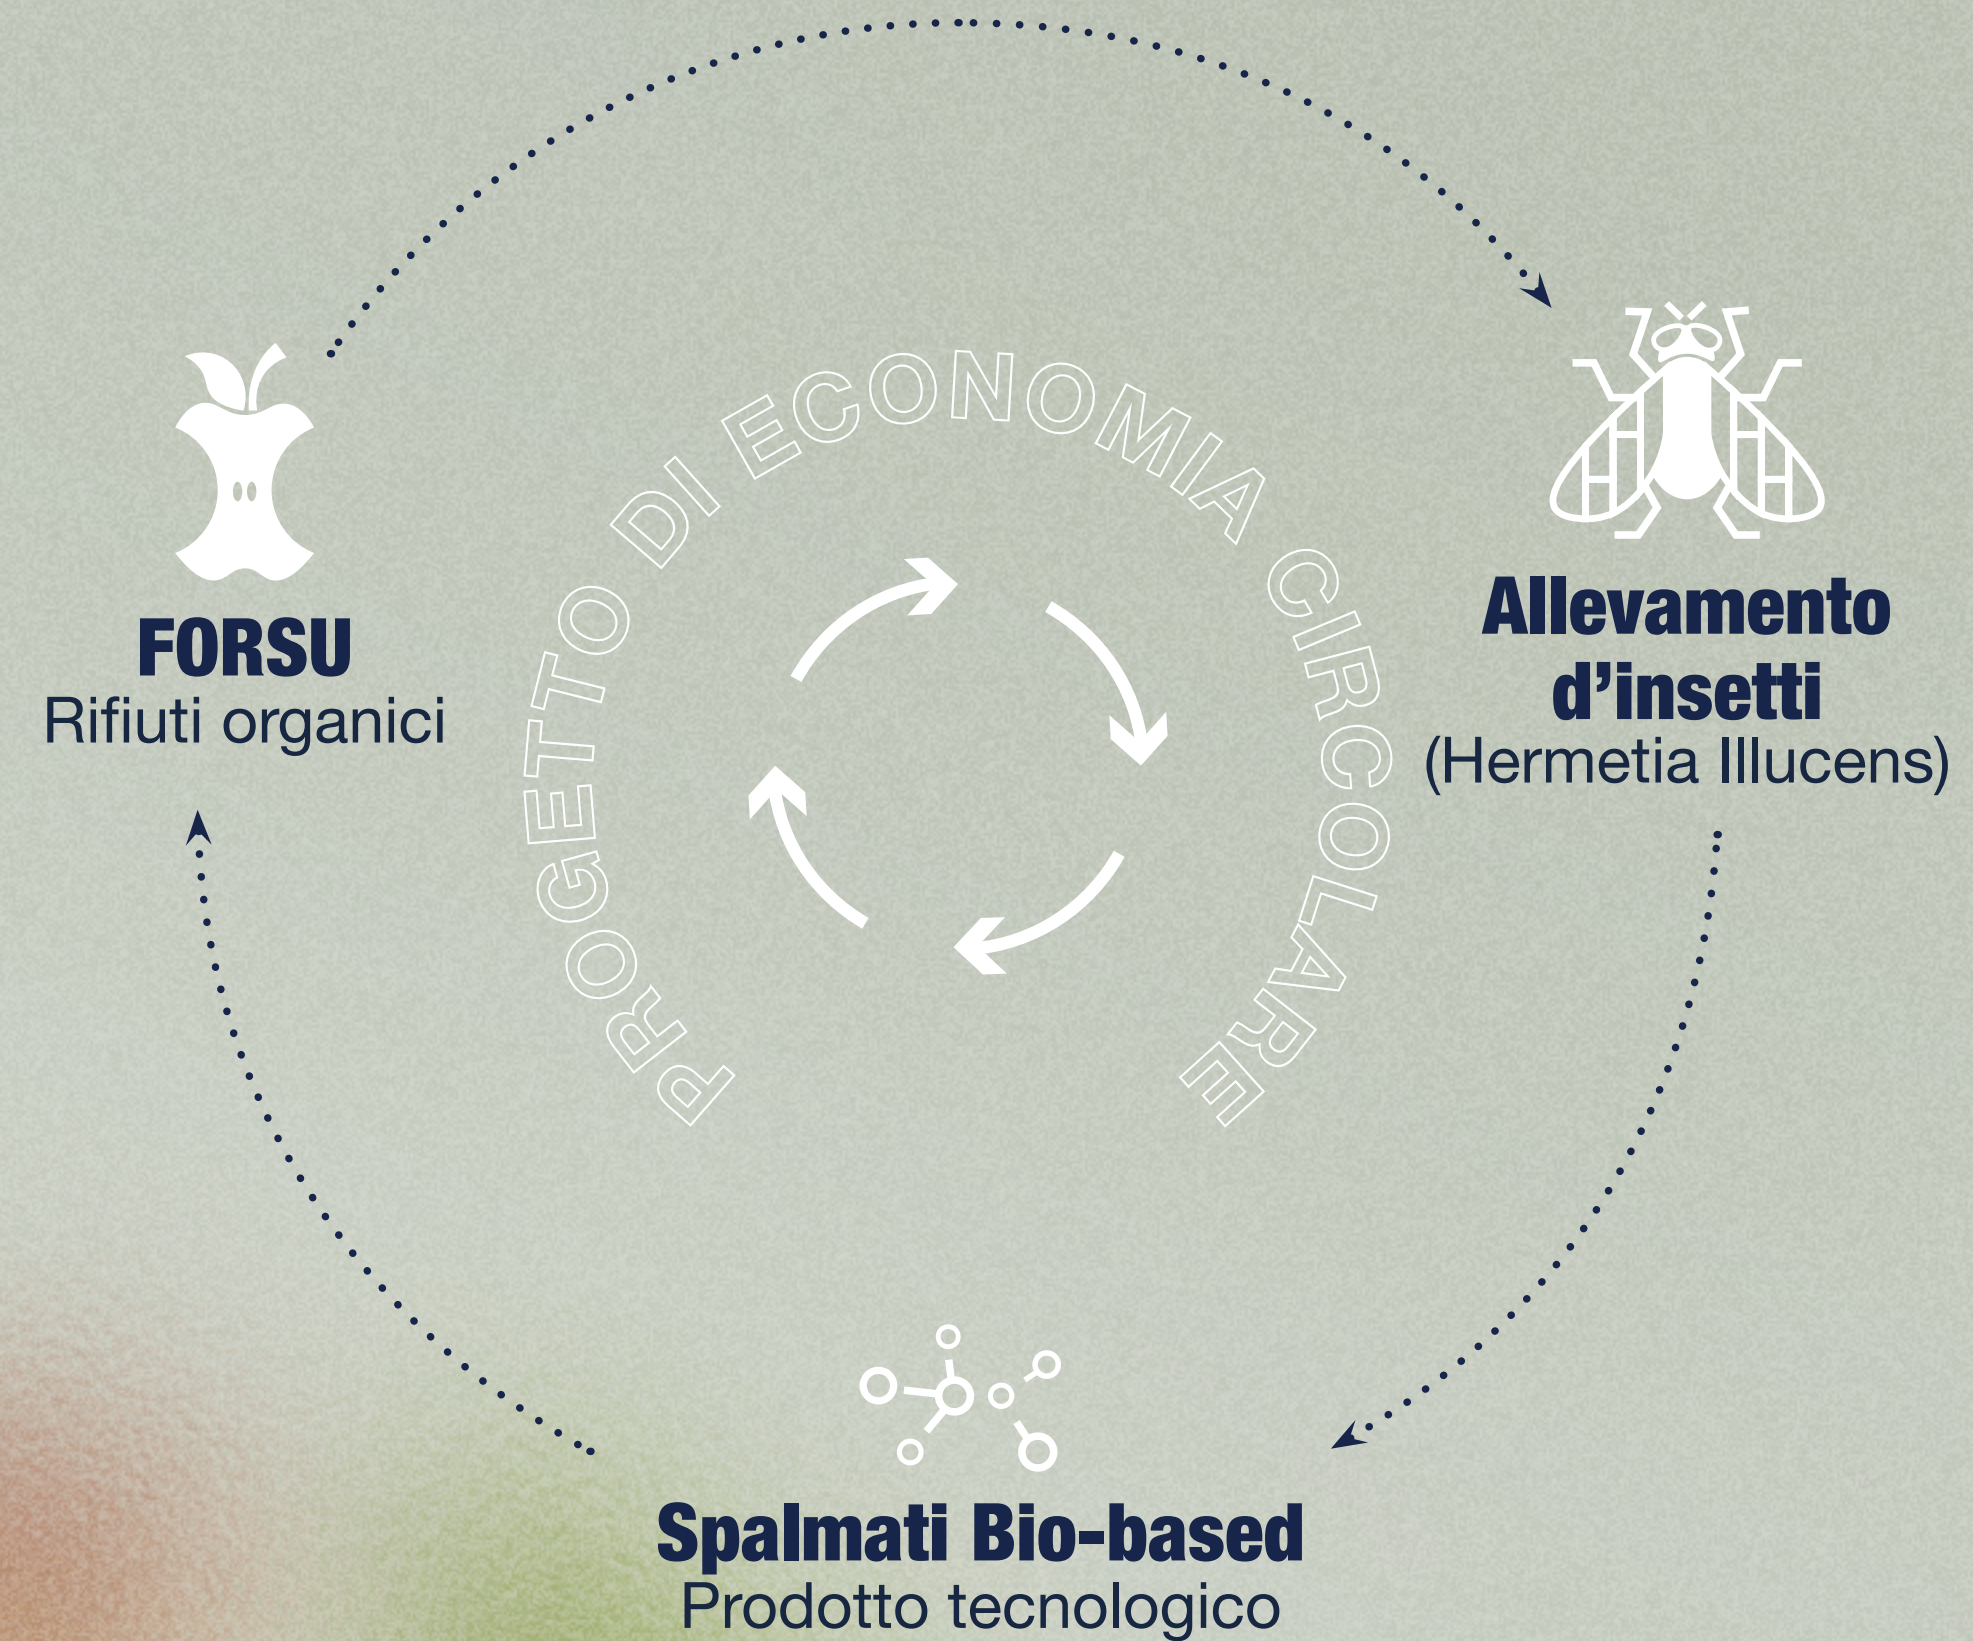 PROGETTO DI ECONOMIA CIRCOLARE
FORSU
Rifiuti organici
Allevamento
d’insetti
(Hermetia Illucens)
Spalmati Bio-based
Prodotto tecnologico